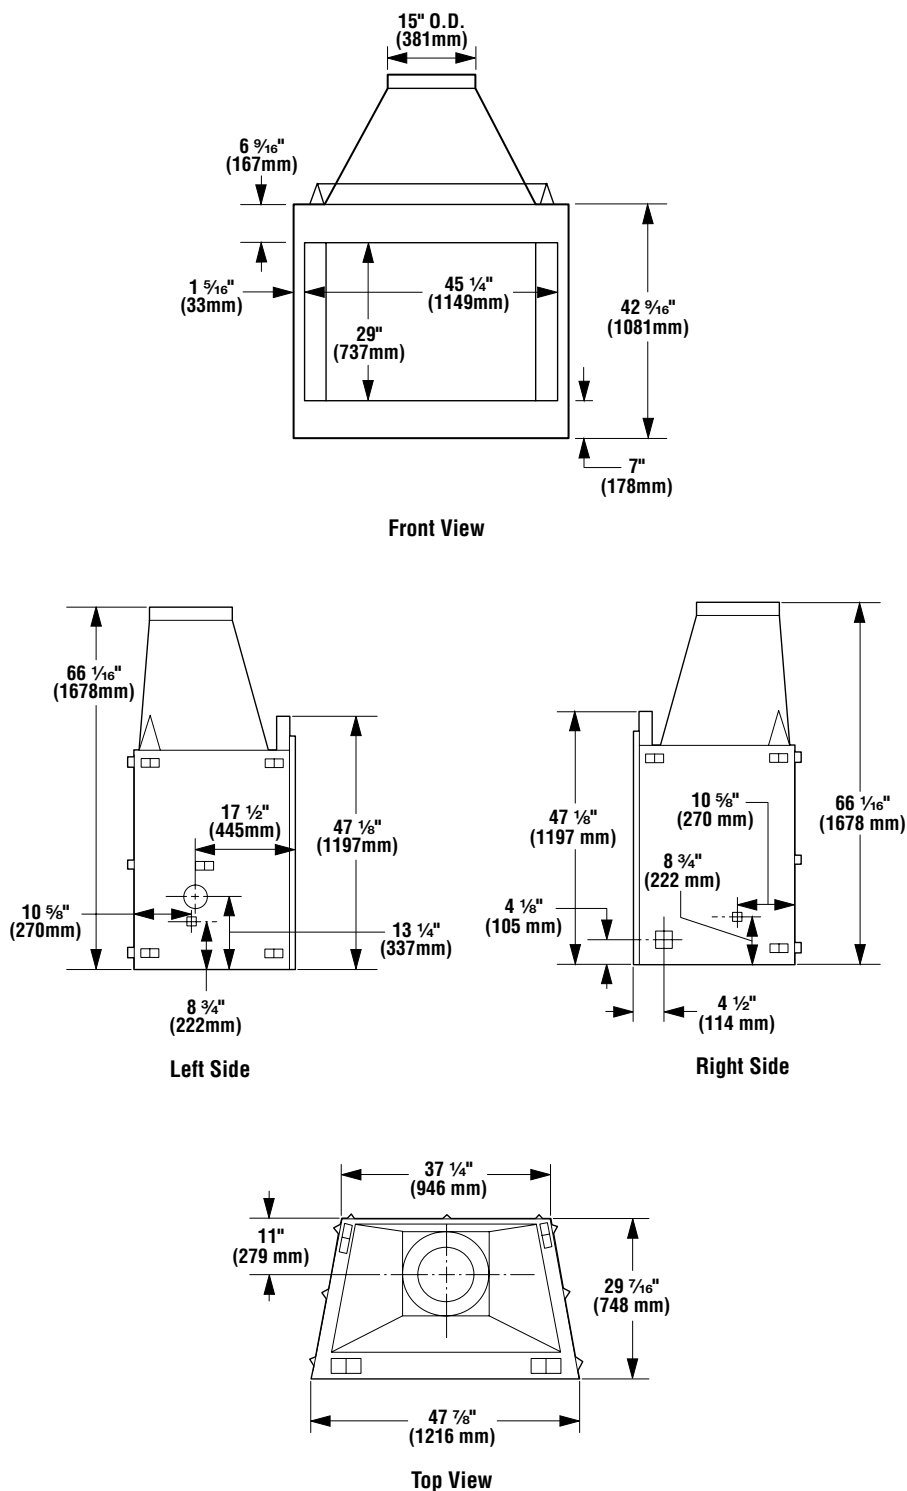 15" O.D.
(381mm)
6 9⁄16"
(167mm)
1 5⁄16"
(33mm)
45 1⁄4"
(1149mm)
29"
(737mm)
42 9⁄16"
(1081mm)
7"
(178mm)
Front View
66 1⁄16"
(1678mm)
17 1⁄2"
(445mm)
47 1⁄8"
(1197mm)
10 5⁄8"
(270mm)
13 1⁄4"
(337mm)
8 3⁄4"
(222mm)
Left Side
10 5⁄8"
(270 mm)
66 1⁄16"
(1678 mm)
47 1⁄8"
(1197 mm)
8 3⁄4"
(222 mm)
4 1⁄8"
(105 mm)
4 1⁄2"
(114 mm)
Right Side
37 1⁄4"
(946 mm)
11"
(279 mm)
29 7⁄16"
(748 mm)
47 7⁄8"
(1216 mm)
Top View